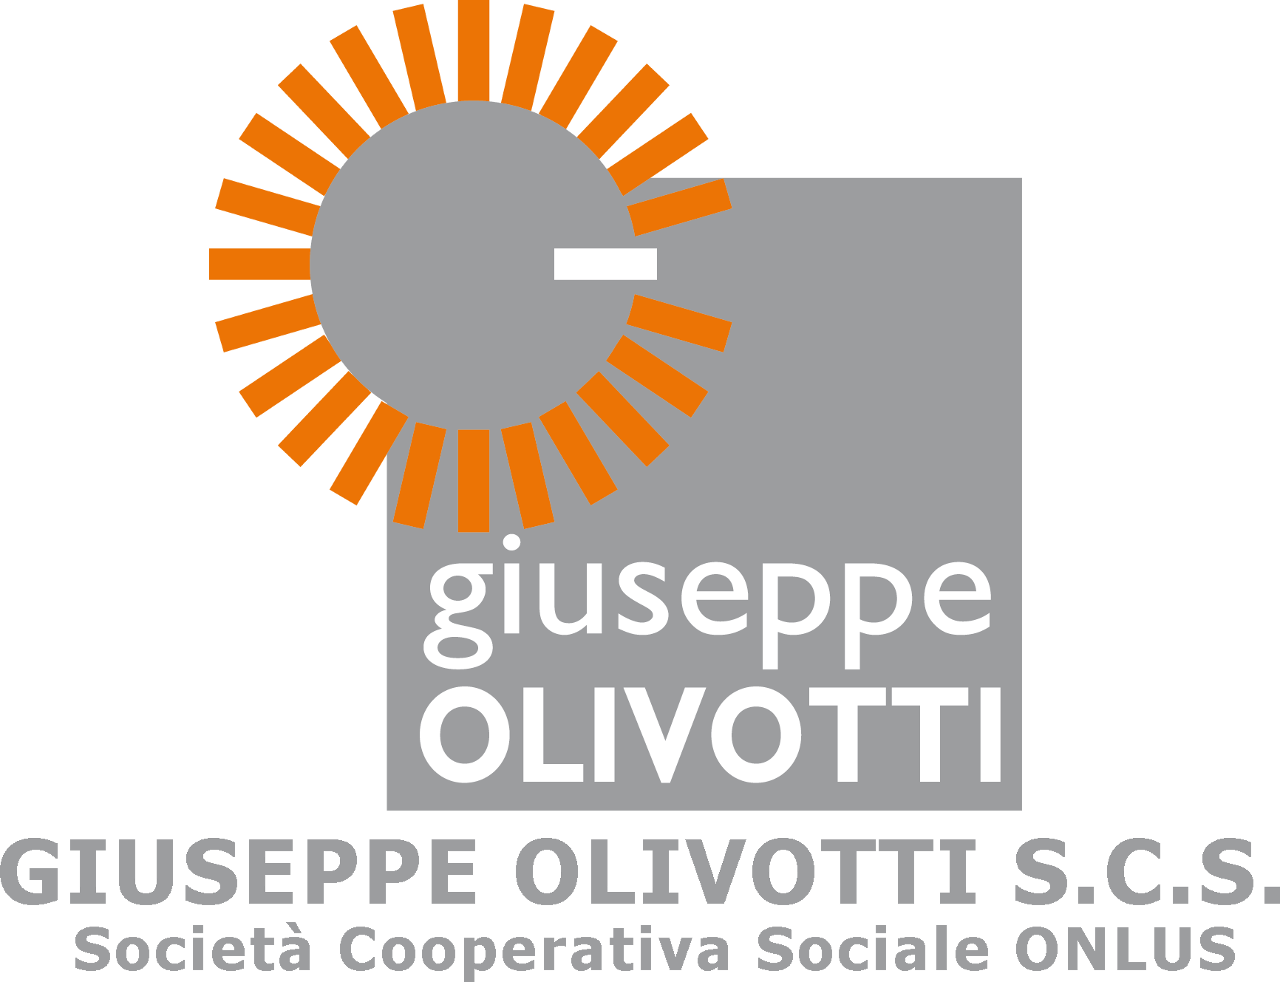 giuseppe
OLIVOTTI
GIUSEPPE OLIVOTTI S.C.S.
Società Cooperativa Sociale ONLUS